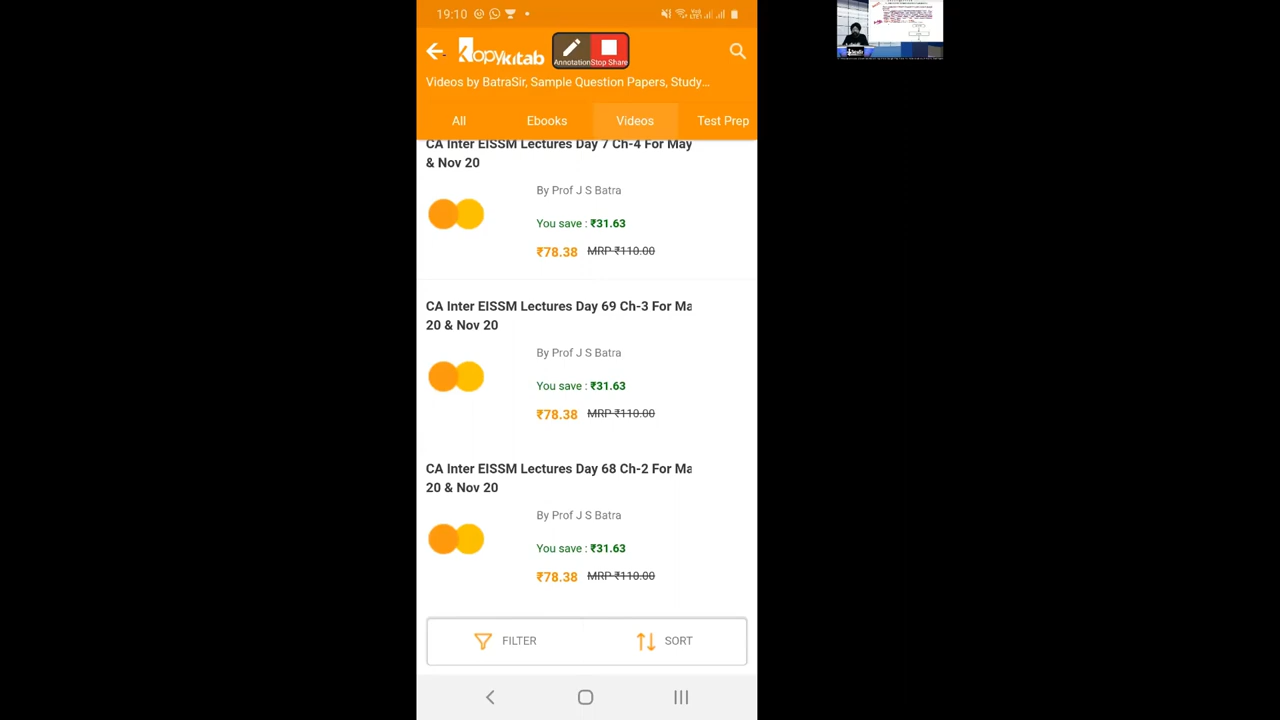 19:10
Kopykitab
Annotation Stop Share
Videos by BatraSir, Sample Question Papers, Study...
All Ebooks Videos Test Prep
CA Inter EISSM Lectures Day 7 Ch-4 For May
& Nov 20
By Prof J S Batra
You save : ₹31.63
₹78.38 MRP ₹110.00
CA Inter EISSM Lectures Day 69 Ch-3 For Ma
20 & Nov 20
By Prof J S Batra
You save : ₹31.63
₹78.38 MRP ₹110.00
CA Inter EISSM Lectures Day 68 Ch-2 For Ma
20 & Nov 20
By Prof J S Batra
You save : ₹31.63
₹78.38 MRP ₹110.00
FILTER SORT